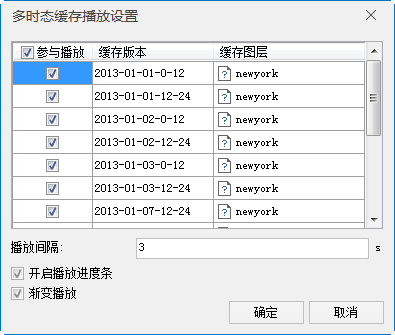 多时态缓存播放设置
参与播放 缓存版本 缓存图层
2013-01-01-0-12 newyork
2013-01-01-12-24 newyork
2013-01-02-0-12 newyork
2013-01-02-12-24 newyork
2013-01-03-0-12 newyork
2013-01-03-12-24 newyork
2013-01-07-12-24 newyork
播放间隔: 3 s
开启播放进度条
渐变播放
确定 取消